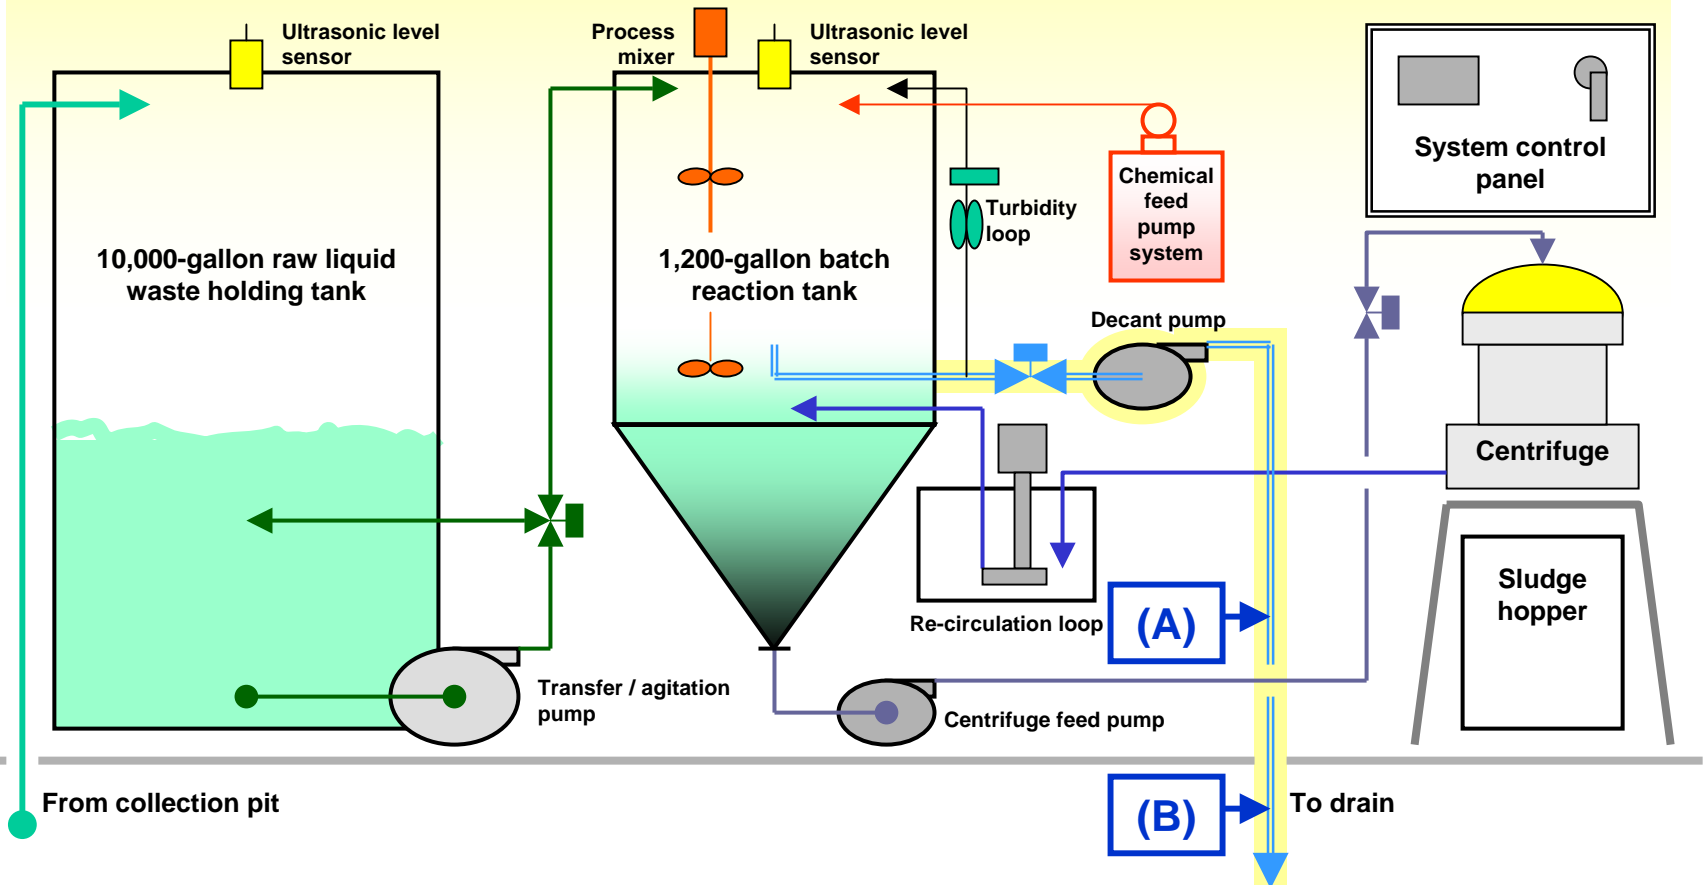 Ultrasonic level
sensor
Process
mixer
Ultrasonic level
sensor
System control
panel
Chemical
feed
pump
system
Turbidity
loop
10,000-gallon raw liquid
waste holding tank
1,200-gallon batch
reaction tank
Decant pump
Centrifuge
Sludge
hopper
Re-circulation loop
(A)
Transfer / agitation
pump
Centrifuge feed pump
From collection pit
(B)
To drain